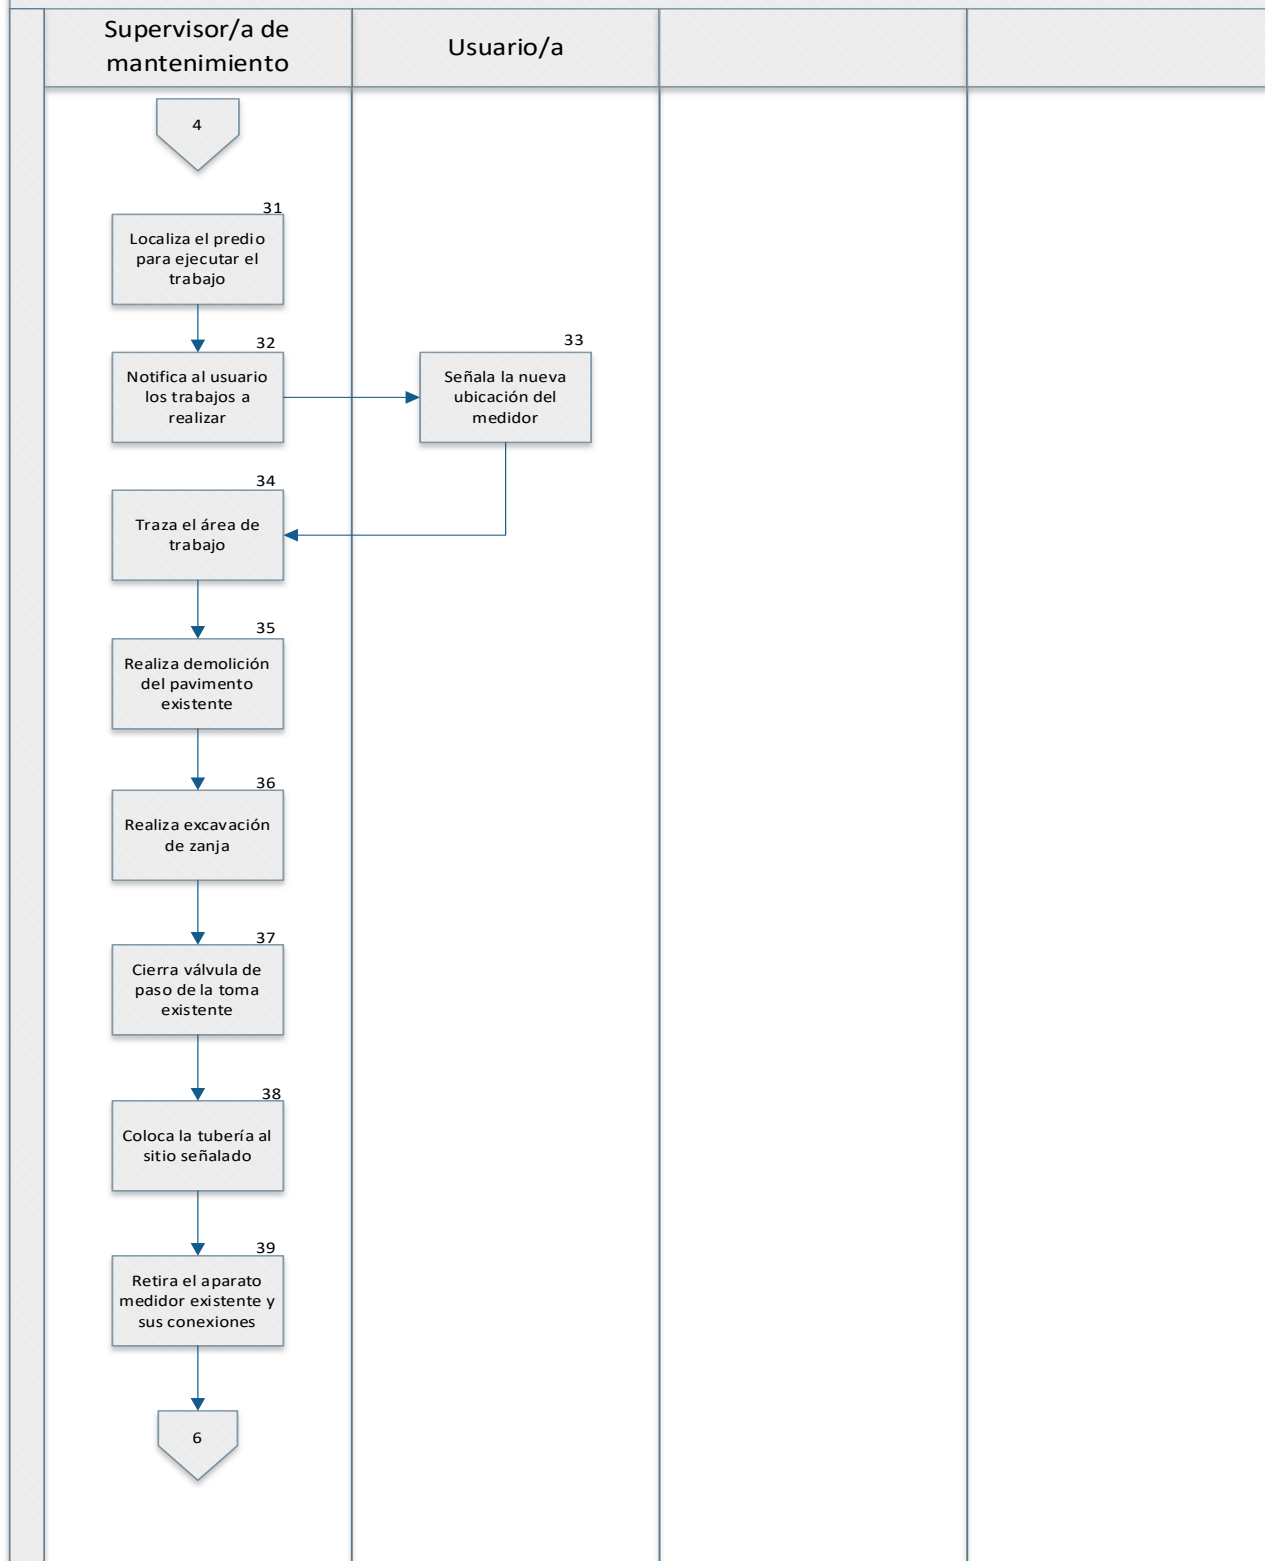 Supervisor/a de
mantenimiento
Usuario/a
4
31
Localiza el predio
para ejecutar el
trabajo
32
Notifica al usuario
los trabajos a
realizar
33
Señala la nueva
ubicación del
medidor
34
Traza el área de
trabajo
35
Realiza demolición
del pavimento
existente
36
Realiza excavación
de zanja
37
Cierra válvula de
paso de la toma
existente
38
Coloca la tubería al
sitio señalado
39
Retira el aparato
medidor existente y
sus conexiones
6